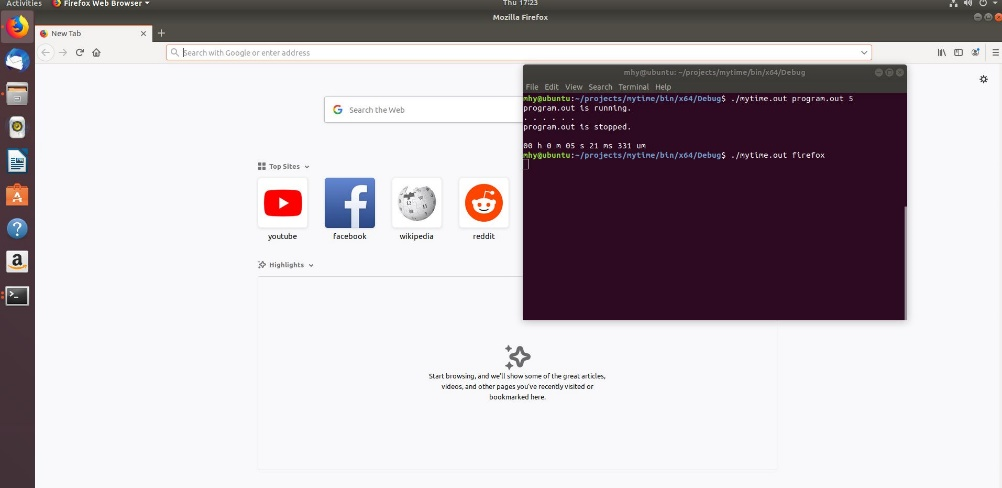 Activities
Firefox Web Browser
Thu 17:23
Mozilla Firefox
New Tab
Search with Google or enter address
Search the Web
Top Sites
youtube
facebook
wikipedia
reddit
Highlights
Start browsing, and we'll show some of the great articles,
videos, and other pages you've recently visited or
bookmarked here.
mhy@ubuntu: ~/projects/mytime/bin/x64/Debug
File Edit View Search Terminal Help
mhy@ubuntu:~/projects/mytime/bin/x64/Debug$ ./mytime.out program.out 5
program.out is running.
. . . . . .
program.out is stopped.
00 h 0 m 05 s 21 ms 331 um
mhy@ubuntu:~/projects/mytime/bin/x64/Debug$ ./mytime.out firefox